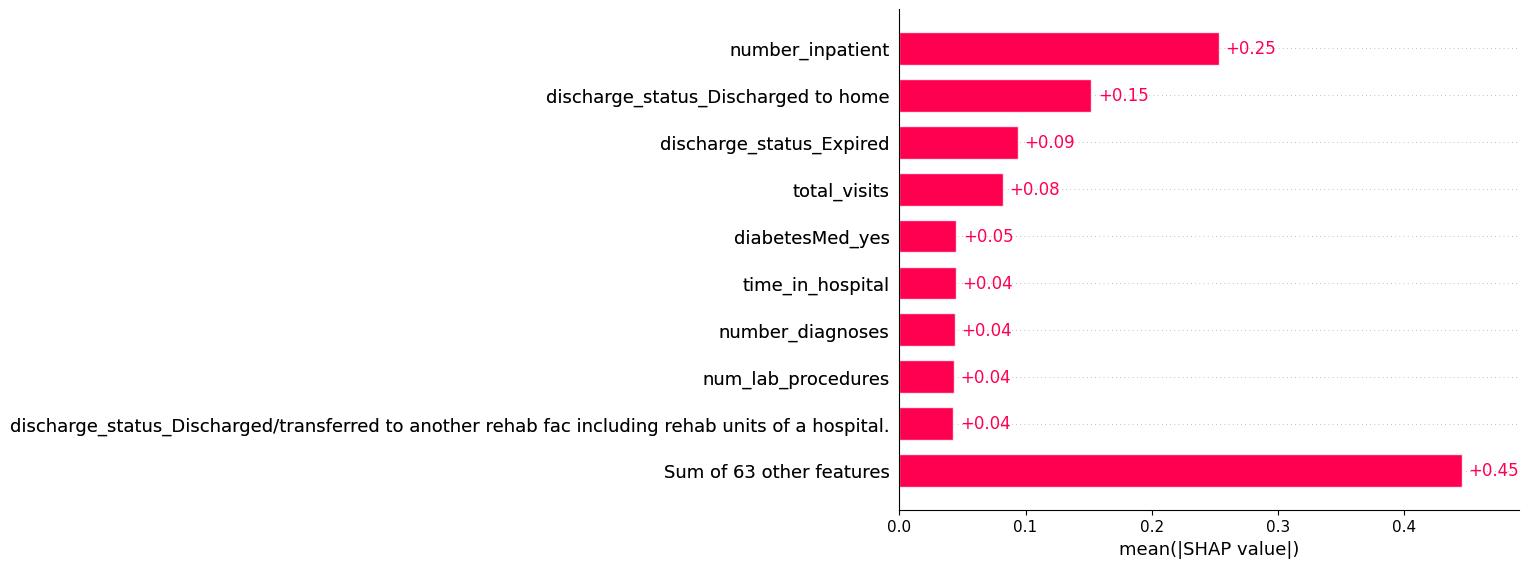 number_inpatient +0.25
discharge_status_Discharged to home +0.15
discharge_status_Expired +0.09
total_visits +0.08
diabetesMed_yes +0.05
time_in_hospital +0.04
number_diagnoses +0.04
num_lab_procedures +0.04
discharge_status_Discharged/transferred to another rehab fac including rehab units of a hospital. +0.04
Sum of 63 other features +0.45
0.0 0.1 0.2 0.3 0.4
mean(|SHAP value|)